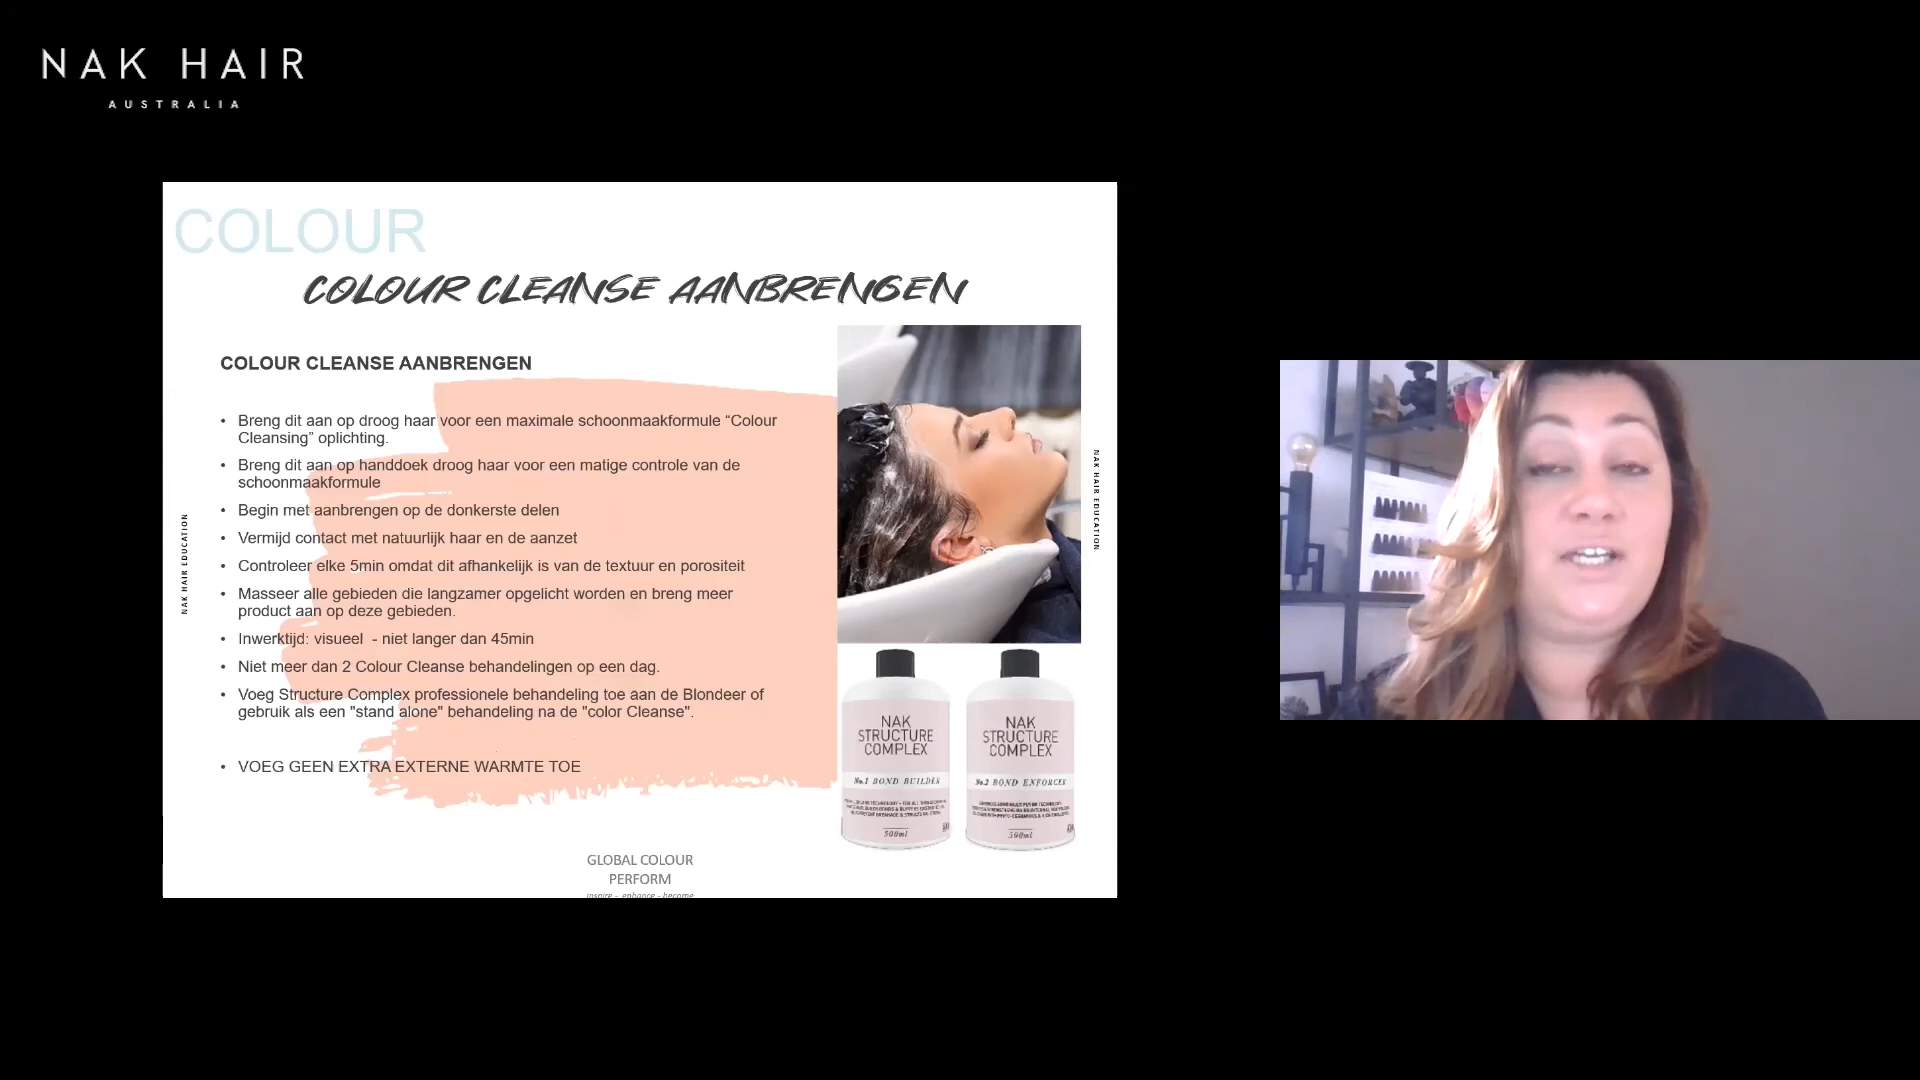 NAK HAIR
AUSTRALIA
COLOUR
COLOUR CLEANSE AANBRENGEN
COLOUR CLEANSE AANBRENGEN
• Breng dit aan op droog haar voor een maximale schoonmaakformule “Colour
Cleansing” oplichting.
• Breng dit aan op handdoek droog haar voor een matige controle van de
schoonmaakformule
• Begin met aanbrengen op de donkerste delen
• Vermijd contact met natuurlijk haar en de aanzet
• Controleer elke 5min omdat dit afhankelijk is van de textuur en porositeit
• Masseer alle gebieden die langzamer opgelicht worden en breng meer
product aan op deze gebieden.
• Inwerktijd: visueel  - niet langer dan 45min
• Niet meer dan 2 Colour Cleanse behandelingen op een dag.
• Voeg Structure Complex professionele behandeling toe aan de Blondeer of
gebruik als een "stand alone" behandeling na de "color Cleanse".
• VOEG GEEN EXTRA EXTERNE WARMTE TOE
NAK HAIR EDUCATION
NAK HAIR EDUCATION
NAK
STRUCTURE
COMPLEX
No.1 BOND BUILDER
500ml
NAK
STRUCTURE
COMPLEX
No.2 BOND ENFORCER
500ml
GLOBAL COLOUR
PERFORM
inspire - enhance - become